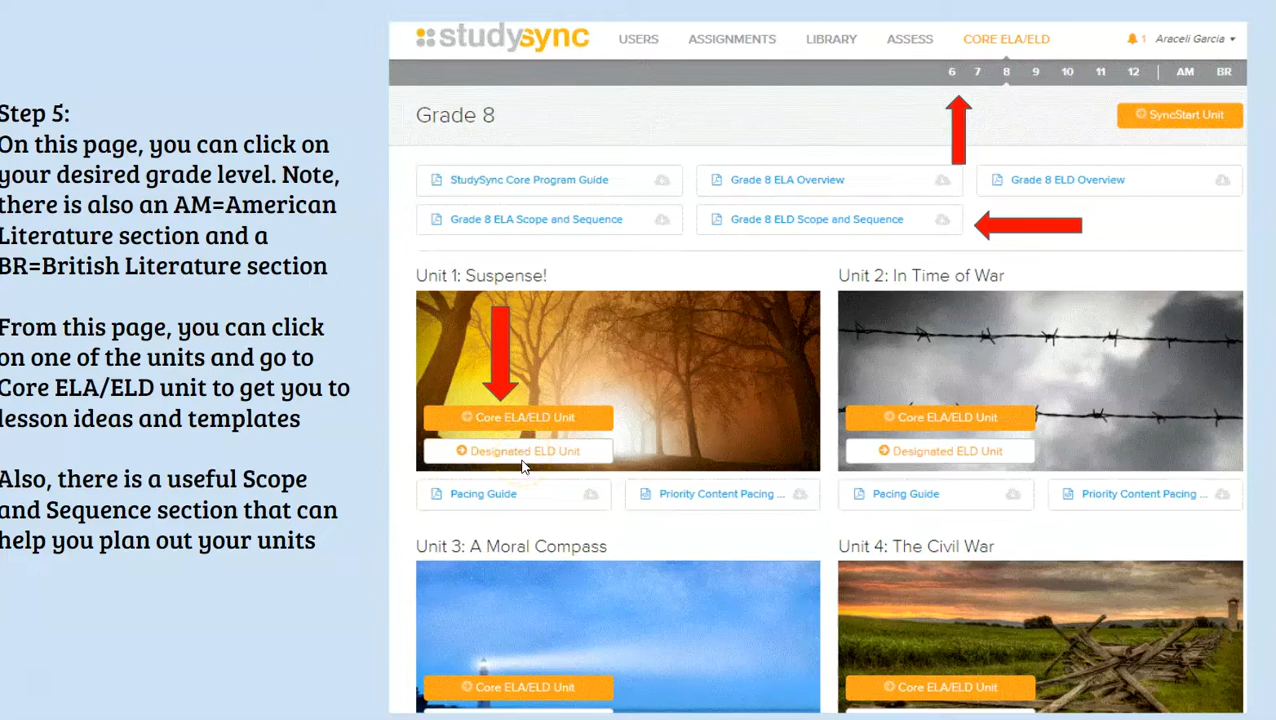 Step 5:
On this page, you can click on
your desired grade level. Note,
there is also an AM=American
Literature section and a
BR=British Literature section
From this page, you can click
on one of the units and go to
Core ELA/ELD unit to get you to
lesson ideas and templates
Also, there is a useful Scope
and Sequence section that can
help you plan out your units
studysync USERS ASSIGNMENTS LIBRARY ASSESS CORE ELA/ELD 1 Araceli Garcia
6 7 8 9 10 11 12 | AM BR
Grade 8 SyncStart Unit
StudySync Core Program Guide Grade 8 ELA Overview Grade 8 ELD Overview
Grade 8 ELA Scope and Sequence Grade 8 ELD Scope and Sequence
Unit 1: Suspense! Unit 2: In Time of War
Core ELA/ELD Unit Core ELA/ELD Unit
Designated ELD Unit Designated ELD Unit
Pacing Guide Priority Content Pacing ... Pacing Guide Priority Content Pacing ...
Unit 3: A Moral Compass Unit 4: The Civil War
Core ELA/ELD Unit Core ELA/ELD Unit